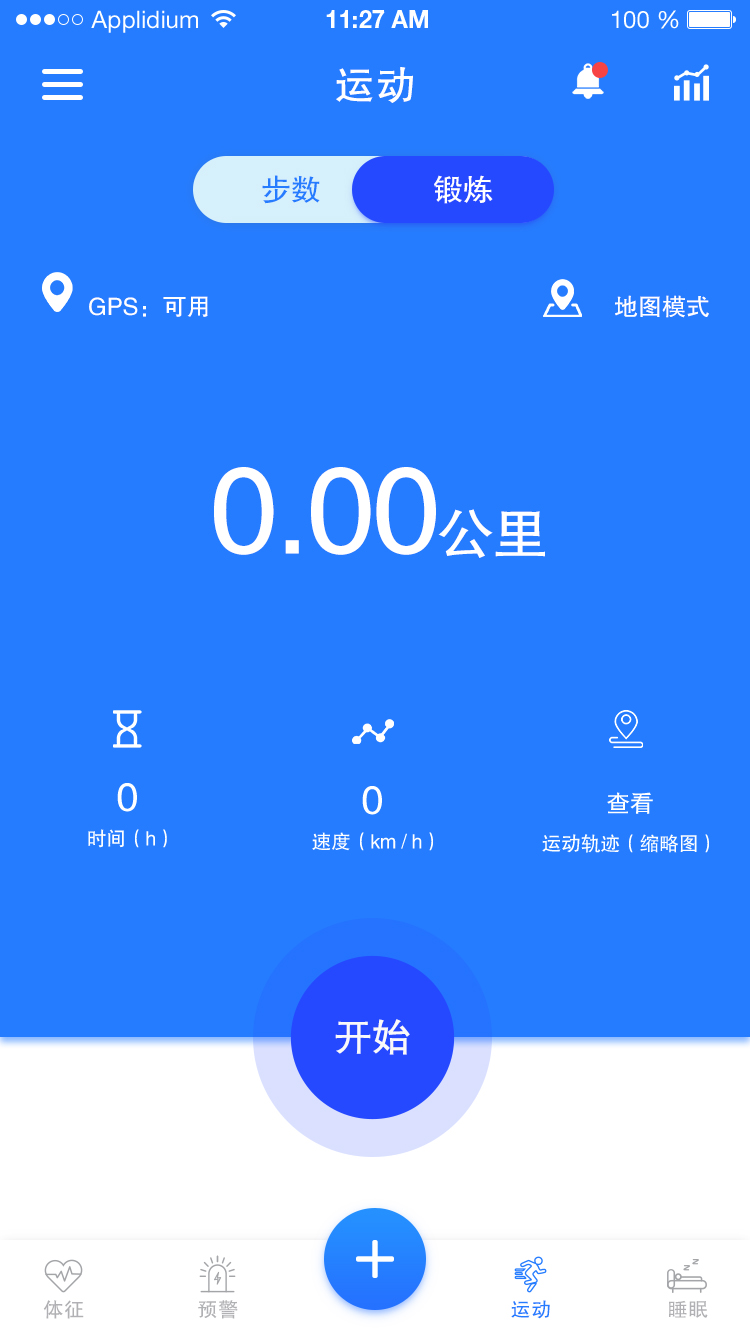 Applidium 11:27 AM 100 %
运动
步数 锻炼
GPS：可用 地图模式
0.00公里
0 0 查看
时间（h） 速度（km/h） 运动轨迹（缩略图）
开始
体征 预警 运动 睡眠